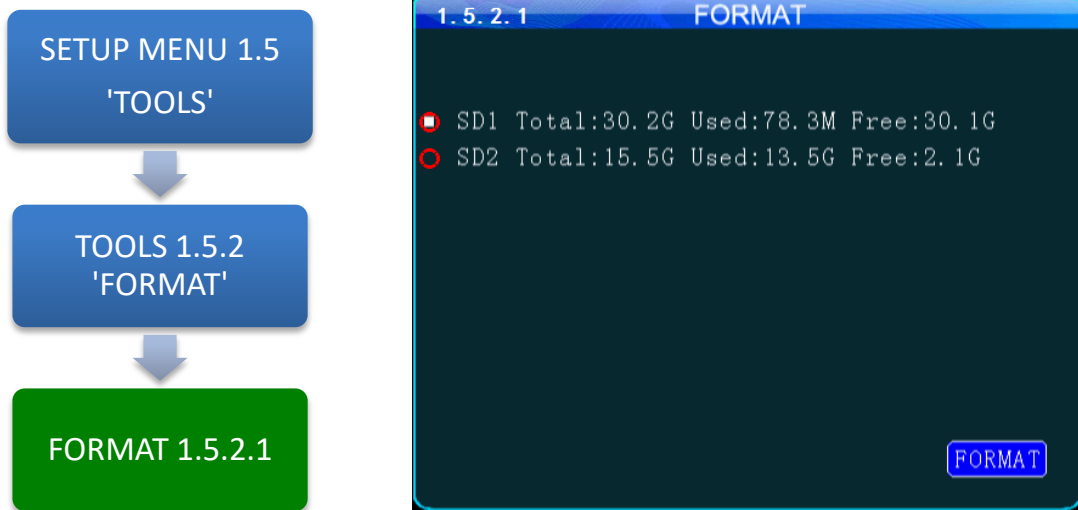 SETUP MENU 1.5
'TOOLS'
TOOLS 1.5.2
'FORMAT'
FORMAT 1.5.2.1
1.5.2.1 FORMAT
SD1 Total:30.2G Used:78.3M Free:30.1G
SD2 Total:15.5G Used:13.5G Free:2.1G
FORMAT